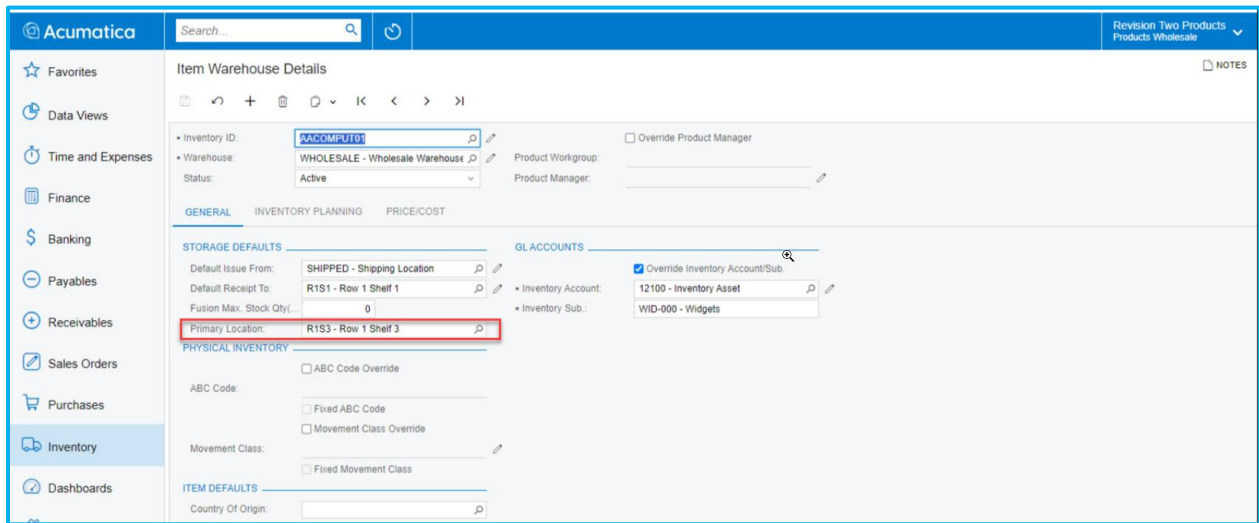 Acumatica
Search...
Revision Two Products
Products Wholesale
Favorites
Data Views
Time and Expenses
Finance
Banking
Payables
Receivables
Sales Orders
Purchases
Inventory
Dashboards
Item Warehouse Details
NOTES
Inventory ID: AACOMPUT01
Override Product Manager
Warehouse: WHOLESALE - Wholesale Warehouse
Product Workgroup:
Status: Active
Product Manager:
GENERAL INVENTORY PLANNING PRICE/COST
STORAGE DEFAULTS
Default Issue From: SHIPPED - Shipping Location
Default Receipt To: R1S1 - Row 1 Shelf 1
Fusion Max. Stock Qty(... 0
Primary Location: R1S3 - Row 1 Shelf 3
GL ACCOUNTS
Override Inventory Account/Sub.
Inventory Account: 12100 - Inventory Asset
Inventory Sub.: WID-000 - Widgets
PHYSICAL INVENTORY
ABC Code Override
ABC Code:
Fixed ABC Code
Movement Class Override
Movement Class:
Fixed Movement Class
ITEM DEFAULTS
Country Of Origin: